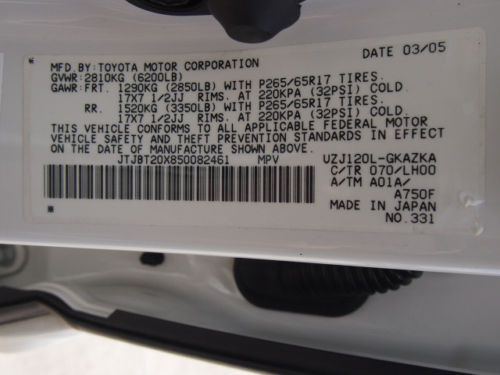 MFD.BY:TOYOTA MOTOR CORPORATION DATE 03/05
GVWR:2810KG (6200LB)
GAWR:FRT. 1290KG (2850LB) WITH P265/65R17 TIRES.
17X7 1/2JJ RIMS. AT 220KPA (32PSI) COLD.
RR. 1520KG (3350LB) WITH P265/65R17 TIRES.
17X7 1/2JJ RIMS. AT 220KPA (32PSI) COLD.
THIS VEHICLE CONFORMS TO ALL APPLICABLE FEDERAL MOTOR
VEHICLE SAFETY AND THEFT PREVENTION STANDARDS IN EFFECT
ON THE DATE OF MANUFACTURE SHOWN ABOVE.
JTJBT20X850082461 MPV UZJ120L-GKAZKA
C/TR 070/LH00
A/TM A01A/
A750F
MADE IN JAPAN
NO.331